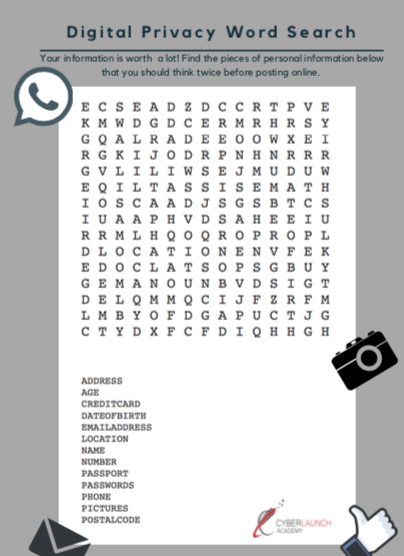 Digital Privacy Word Search
Your information is worth a lot! Find the pieces of personal information below
that you should think twice before posting online.
E C S E A D Z D C C R T P V E
K M W D G D C E R M R H R S Y
G Q A L R A D E E O O W X E I
R G K I J O D R P N H N R R R
G V L I L I W S E J M U D U W
E Q I L T A S S I S E M A T H
I O S C A A D J S G S B T C S
I U A A P H V D S A H E E I U
R R M L H Q O Q R O P R O P L
D L O C A T I O N E N V F E K
E D O C L A T S O P S G B U Y
G E M A N O U N B V D S I G T
D E L Q M M Q C I J F Z R F M
L M B Y O F D G A P U C T J G
C T Y D X F C F D I Q H H G H
ADDRESS
AGE
CREDITCARD
DATEOFBIRTH
EMAILADDRESS
LOCATION
NAME
NUMBER
PASSPORT
PASSWORDS
PHONE
PICTURES
POSTALCODE
CYBERLAUNCH
ACADEMY